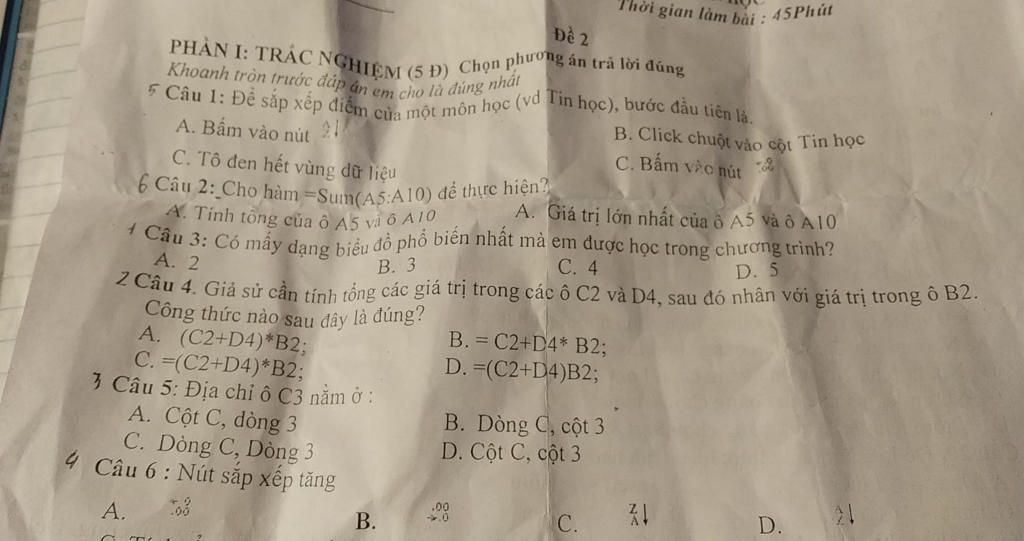 Thời gian làm bài : 45Phút
Đề 2
PHẦN I: TRẮC NGHIỆM (5 Đ) Chọn phương án trả lời đúng
Khoanh tròn trước đáp án em cho là đúng nhất
5 Câu 1: Để sắp xếp điểm của một môn học (vd Tin học), bước đầu tiên là.
A. Bấm vào nút A Z↓
B. Click chuột vào cột Tin học
C. Tô đen hết vùng dữ liệu
C. Bấm vào nút
6 Câu 2: Cho hàm =Sum(A5:A10) để thực hiện?
A. Tính tổng của ô A5 và ô A10
A. Giá trị lớn nhất của ô A5 và ô A10
1 Câu 3: Có mấy dạng biểu đồ phổ biến nhất mà em được học trong chương trình?
A. 2 B. 3 C. 4 D. 5
2 Câu 4. Giả sử cần tính tổng các giá trị trong các ô C2 và D4, sau đó nhân với giá trị trong ô B2.
Công thức nào sau đây là đúng?
A. (C2+D4)*B2; B. = C2+D4* B2;
C. =(C2+D4)*B2; D. =(C2+D4)B2;
3 Câu 5: Địa chỉ ô C3 nằm ở :
A. Cột C, dòng 3 B. Dòng C, cột 3
C. Dòng C, Dòng 3 D. Cột C, cột 3
4 Câu 6 : Nút sắp xếp tăng
A. ←.0 .00 B. .00 →.0 C. Z A↓ D. A Z↓